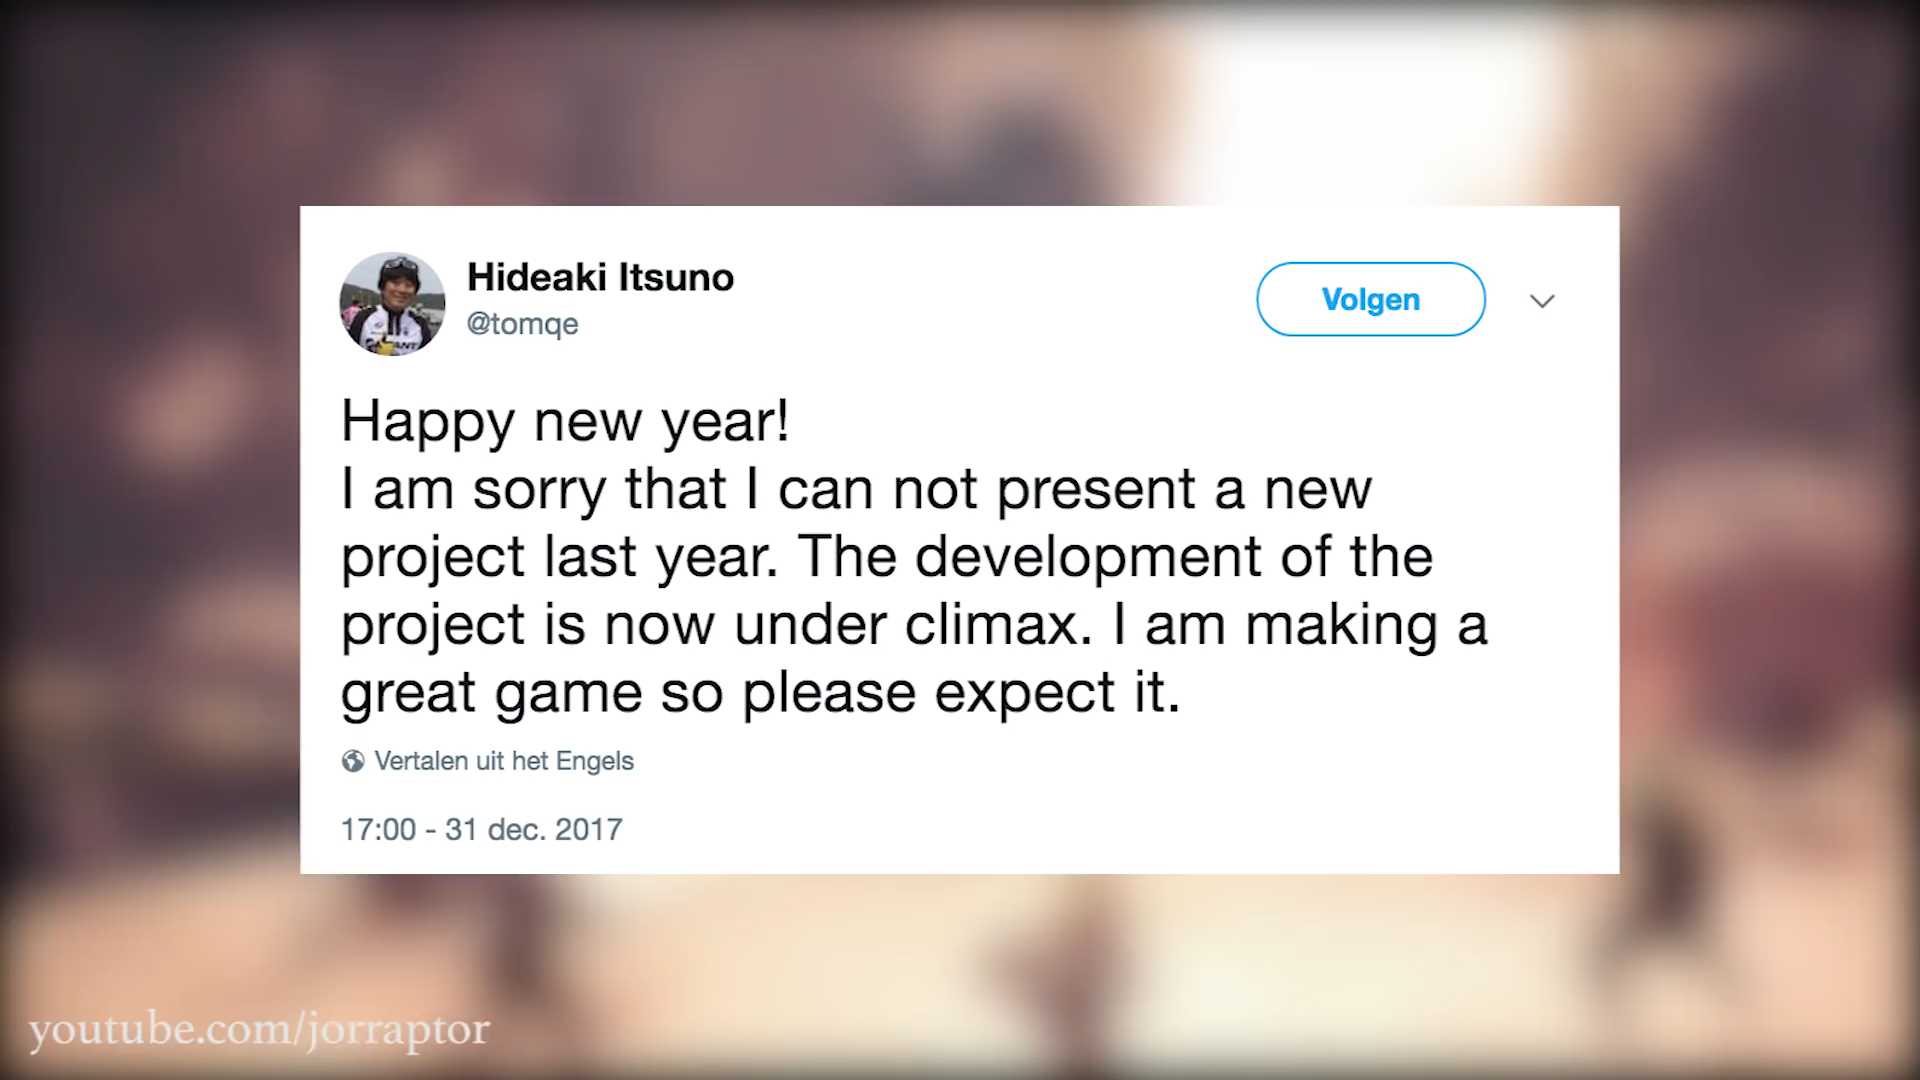 Hideaki Itsuno
@tomqe
Volgen
Happy new year!
I am sorry that I can not present a new
project last year. The development of the
project is now under climax. I am making a
great game so please expect it.
Vertalen uit het Engels
17:00 - 31 dec. 2017
youtube.com/jorraptor